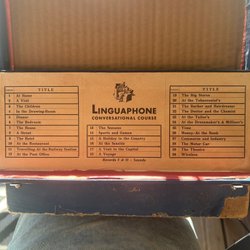 TITLE
1 At Home
2 A Visit
3 The Children
4 In the Drawing-Room
5 Dinner
6 The Bedroom
7 The House
8 A Street
9 The Hotel
10 At the Restaurant
11 Travelling-At the Railway Station
12 At the Post Office
LINGUAPHONE
CONVERSATIONAL COURSE
13 The Seasons
14 Sports and Games
15 A Holiday in the Country
16 At the Seaside
17 A Visit to the Capital
18 A Voyage
Records - Sounds
TITLE
19 The Big Stores
20 At the Tobacconist's
21 The Barber and Hairdresser
22 The Doctor and the Chemist
23 At the Tailor's
24 At the Dressmaker's & Milliner's
25 Time
26 Money-At the Bank
27 Commerce and Industry
28 The Motor Car
29 The Theatre
30 Wireless